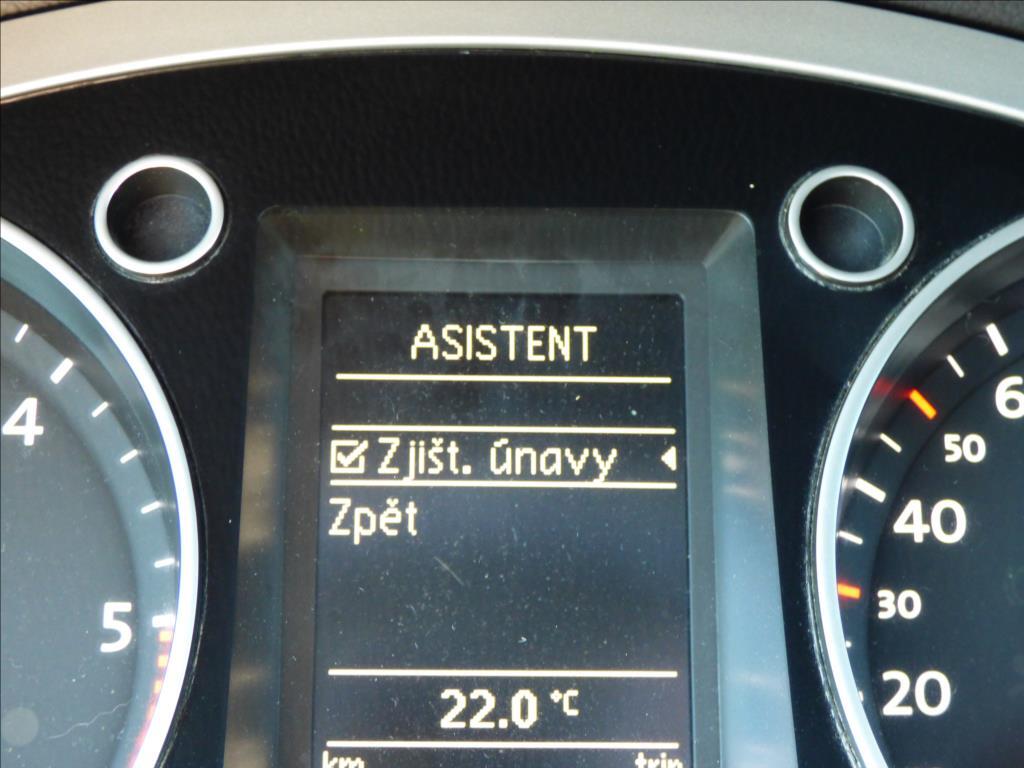 ASISTENT
Zjišt. únavy
Zpět
22.0 °C
km trip
4
5
6
50
40
30
20